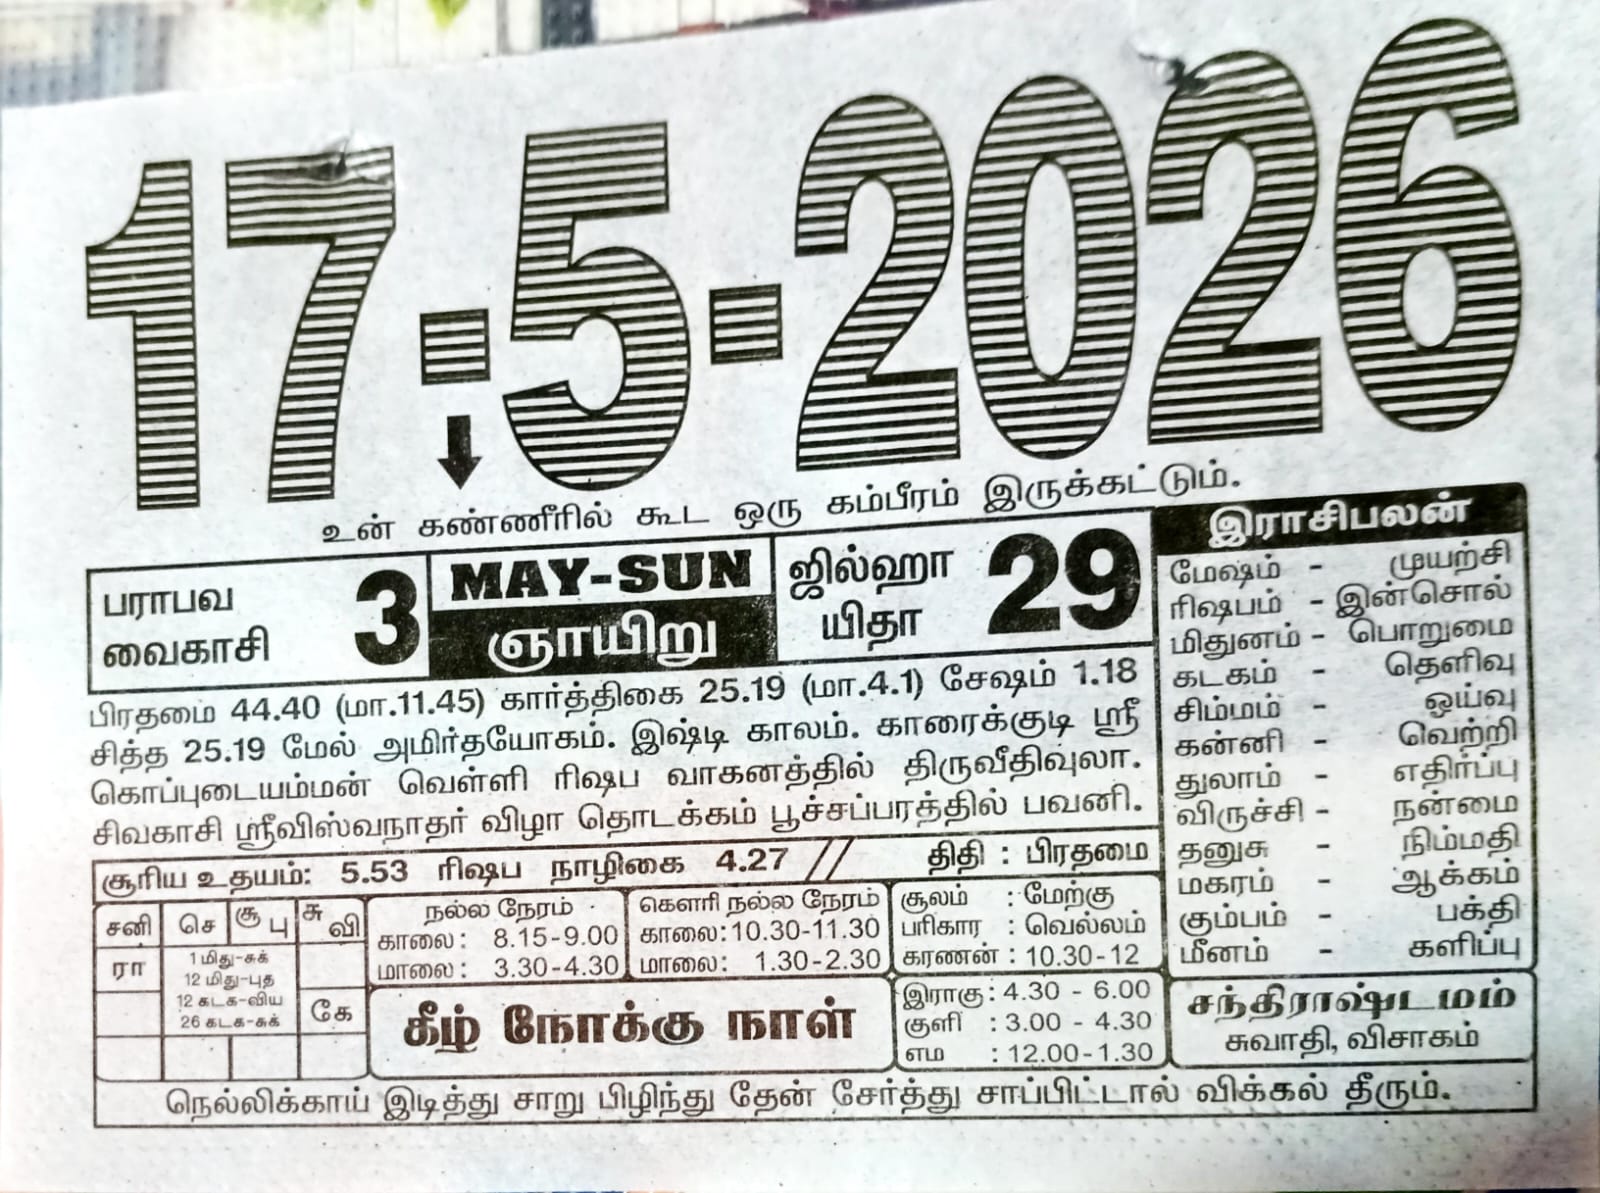 17-5-2026
உன் கண்ணீரில் கூட ஒரு கம்பீரம் இருக்கட்டும்.
பராபவ
வைகாசி
3
MAY-SUN
ஞாயிறு
ஜில்ஹா
யிதா
29
பிரதமை 44.40 (மா.11.45) கார்த்திகை 25.19 (மா.4.1) சேஷம் 1.18
சித்த 25.19 மேல் அமிர்தயோகம். இஷ்டி காலம். காரைக்குடி ஸ்ரீ
கொப்புடையம்மன் வெள்ளி ரிஷப வாகனத்தில் திருவீதிவுலா.
சிவகாசி ஸ்ரீவிஸ்வநாதர் விழா தொடக்கம் பூச்சப்பரத்தில் பவனி.
சூரிய உதயம்: 5.53 ரிஷப நாழிகை 4.27 // திதி : பிரதமை
இராசிபலன்
மேஷம் - முயற்சி
ரிஷபம் - இன்சொல்
மிதுனம் - பொறுமை
கடகம் - தெளிவு
சிம்மம் - ஓய்வு
கன்னி - வெற்றி
துலாம் - எதிர்ப்பு
விருச்சி - நன்மை
தனுசு - நிம்மதி
மகரம் - ஆக்கம்
கும்பம் - பக்தி
மீனம் - களிப்பு
சனி செ சூ பு சு வி
ரா
1 மிது-சுக்
12 மிது-புத
12 கடக-விய
26 கடக-சுக்
கே
நல்ல நேரம்
காலை: 8.15-9.00
மாலை: 3.30-4.30
கௌரி நல்ல நேரம்
காலை: 10.30-11.30
மாலை: 1.30-2.30
சூலம் : மேற்கு
பரிகார : வெல்லம்
கரணன் : 10.30-12
கீழ் நோக்கு நாள்
இராகு : 4.30 - 6.00
குளி : 3.00 - 4.30
எம : 12.00-1.30
சந்திராஷ்டமம்
சுவாதி, விசாகம்
நெல்லிக்காய் இடித்து சாறு பிழிந்து தேன் சேர்த்து சாப்பிட்டால் விக்கல் தீரும்.